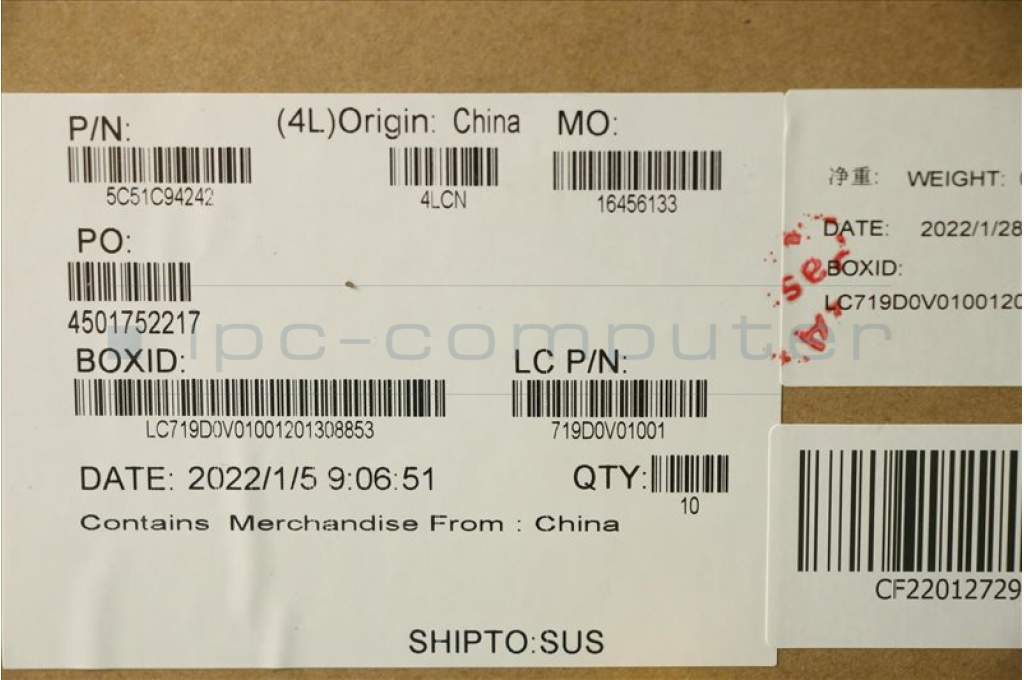 P/N:
(4L)Origin: China
MO:
5C51C94242
4LCN
16456133
PO:
4501752217
ipc-computer
BOXID:
LC P/N:
LC719D0V01001201308853
719D0V01001
DATE: 2022/1/5 9:06:51
QTY:
10
Contains Merchandise From : China
SHIPTO:SUS
净重: WEIGHT:
DATE: 2022/1/28
BOXID:
LC719D0V0100120
CF22012729